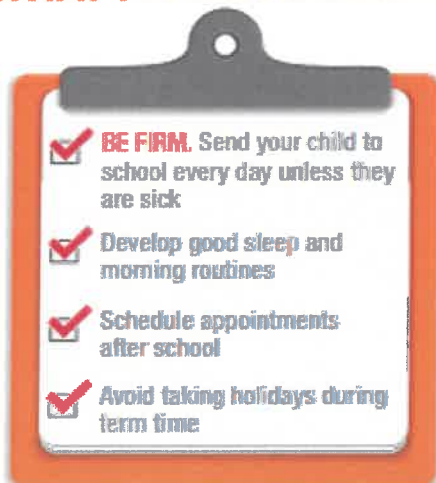 BE FIRM. Send your child to
school every day unless they
are sick
Develop good sleep and
morning routines
Schedule appointments
after school
Avoid taking holidays during
term time